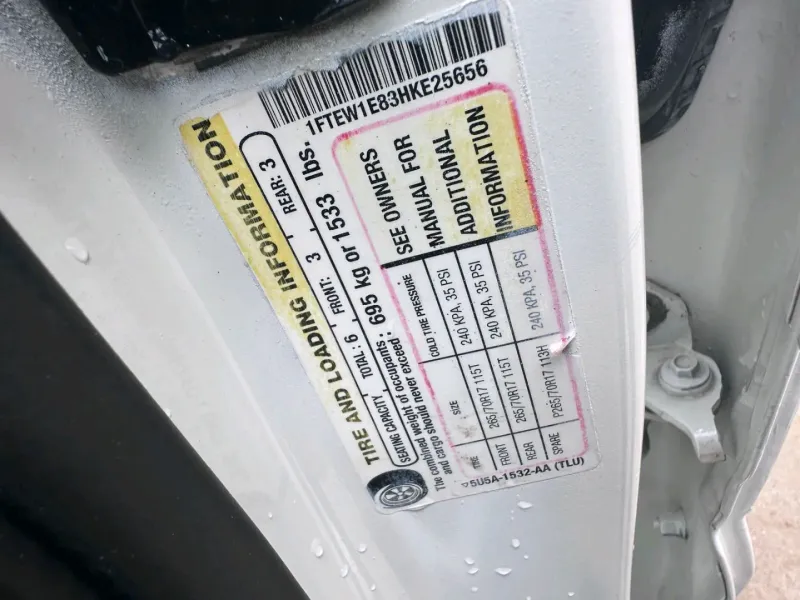 1FTEW1E83HKE25656
TIRE AND LOADING INFORMATION
SEATING CAPACITY TOTAL: 6 FRONT: 3 REAR: 3
The combined weight of occupants and cargo should never exceed: 695 kg or 1533 lbs.
SIZE COLD TIRE PRESSURE
FRONT 265/70R17 115T 240 KPA, 35 PSI
REAR 265/70R17 115T 240 KPA, 35 PSI
SPARE P265/70R17 113H 240 KPA, 35 PSI
SEE OWNERS
MANUAL FOR
ADDITIONAL
INFORMATION
5U5A-1532-AA (TLU)